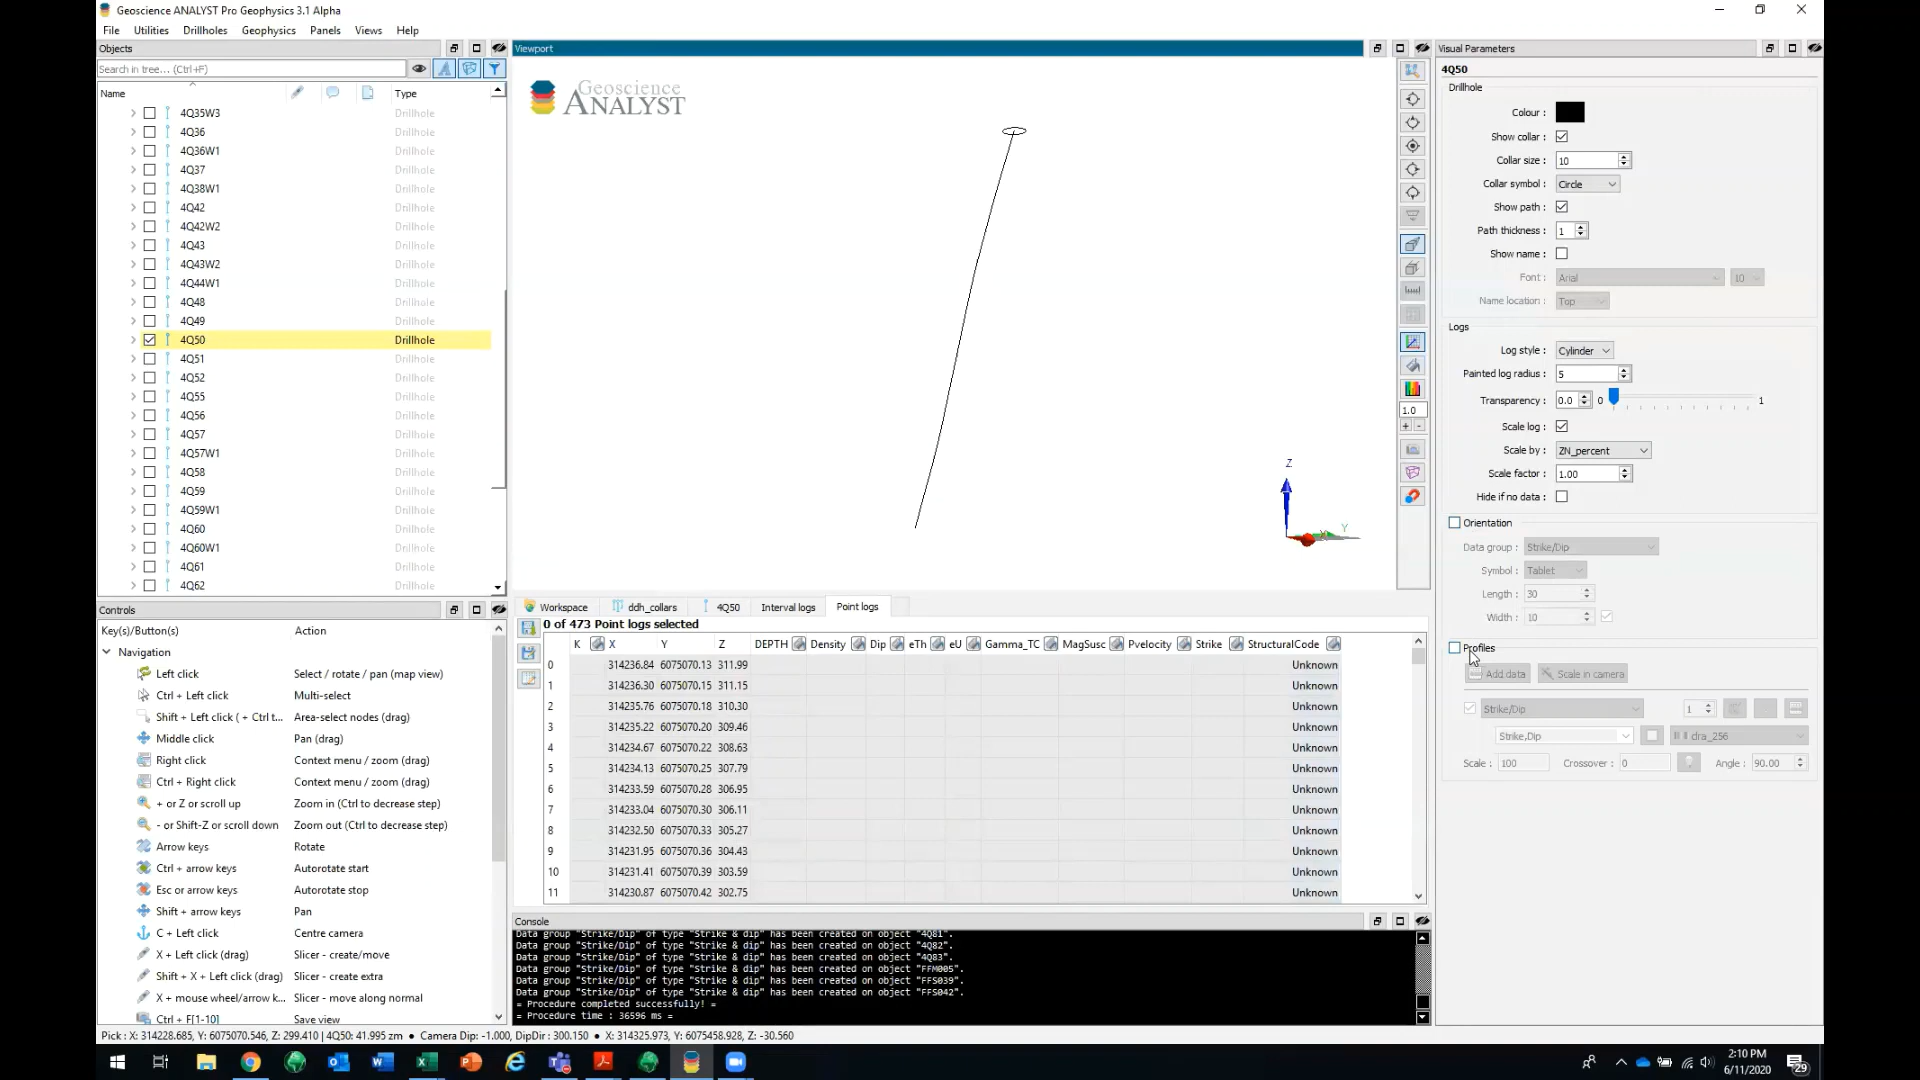 Geoscience ANALYST Pro Geophysics 3.1 Alpha
File Utilities Drillholes Geophysics Panels Views Help
Objects
Search in tree... (Ctrl+F)
Name Type
4Q35W3 Drillhole
4Q36 Drillhole
4Q36W1 Drillhole
4Q37 Drillhole
4Q38W1 Drillhole
4Q42 Drillhole
4Q42W2 Drillhole
4Q43 Drillhole
4Q43W2 Drillhole
4Q44W1 Drillhole
4Q48 Drillhole
4Q49 Drillhole
4Q50 Drillhole
4Q51 Drillhole
4Q52 Drillhole
4Q55 Drillhole
4Q56 Drillhole
4Q57 Drillhole
4Q57W1 Drillhole
4Q58 Drillhole
4Q59 Drillhole
4Q59W1 Drillhole
4Q60 Drillhole
4Q60W1 Drillhole
4Q61 Drillhole
4Q62 Drillhole
Controls
Key(s)/Button(s) Action
Navigation
Left click Select / rotate / pan (map view)
Ctrl + Left click Multi-select
Shift + Left click ( + Ctrl t... Area-select nodes (drag)
Middle click Pan (drag)
Right click Context menu / zoom (drag)
Ctrl + Right click Context menu / zoom (drag)
+ or Z or scroll up Zoom in (Ctrl to decrease step)
- or Shift-Z or scroll down Zoom out (Ctrl to decrease step)
Arrow keys Rotate
Ctrl + arrow keys Autorotate start
Esc or arrow keys Autorotate stop
Shift + arrow keys Pan
C + Left click Centre camera
X + Left click (drag) Slicer - create/move
Shift + X + Left click (drag) Slicer - create extra
X + mouse wheel/arrow k... Slicer - move along normal
Ctrl + F[1-10] Save view
Viewport
Geoscience
ANALYST
Z
Y
1.0
+ -
Workspace ddh_collars 4Q50 Interval logs Point logs
0 of 473 Point logs selected
K X Y Z DEPTH Density Dip eTh eU Gamma_TC MagSusc Pvelocity Strike StructuralCode
0 314236.84 6075070.13 311.99 Unknown
1 314236.30 6075070.15 311.15 Unknown
2 314235.76 6075070.18 310.30 Unknown
3 314235.22 6075070.20 309.46 Unknown
4 314234.67 6075070.22 308.63 Unknown
5 314234.13 6075070.25 307.79 Unknown
6 314233.59 6075070.28 306.95 Unknown
7 314233.04 6075070.30 306.11 Unknown
8 314232.50 6075070.33 305.27 Unknown
9 314231.95 6075070.36 304.43 Unknown
10 314231.41 6075070.39 303.59 Unknown
11 314230.87 6075070.42 302.75 Unknown
Console
Data group "Strike/Dip" of type "Strike & dip" has been created on object "4Q81".
Data group "Strike/Dip" of type "Strike & dip" has been created on object "4Q82".
Data group "Strike/Dip" of type "Strike & dip" has been created on object "4Q83".
Data group "Strike/Dip" of type "Strike & dip" has been created on object "FFM005".
Data group "Strike/Dip" of type "Strike & dip" has been created on object "FFS039".
Data group "Strike/Dip" of type "Strike & dip" has been created on object "FFS042".
= Procedure completed successfully! =
= Procedure time : 36596 ms =
Visual Parameters
4Q50
Drillhole
Colour :
Show collar :
Collar size : 10
Collar symbol : Circle
Show path :
Path thickness : 1
Show name :
Font : Arial 10
Name location : Top
Logs
Log style : Cylinder
Painted log radius : 5
Transparency : 0.0 0 1
Scale log :
Scale by : ZN_percent
Scale factor : 1.00
Hide if no data :
Orientation
Data group : Strike/Dip
Symbol : Tablet
Length : 30
Width : 10
Profiles
Add data Scale in camera
Strike/Dip 1
Strike,Dip dra_256
Scale : 100 Crossover : 0 Angle : 90.00
Pick : X: 314228.685, Y: 6075070.546, Z: 299.410 | 4Q50: 41.995 zm ● Camera Dip: -1.000, DipDir : 300.150 ● X: 314325.973, Y: 6075458.928, Z: -30.560
2:10 PM
6/11/2020
29